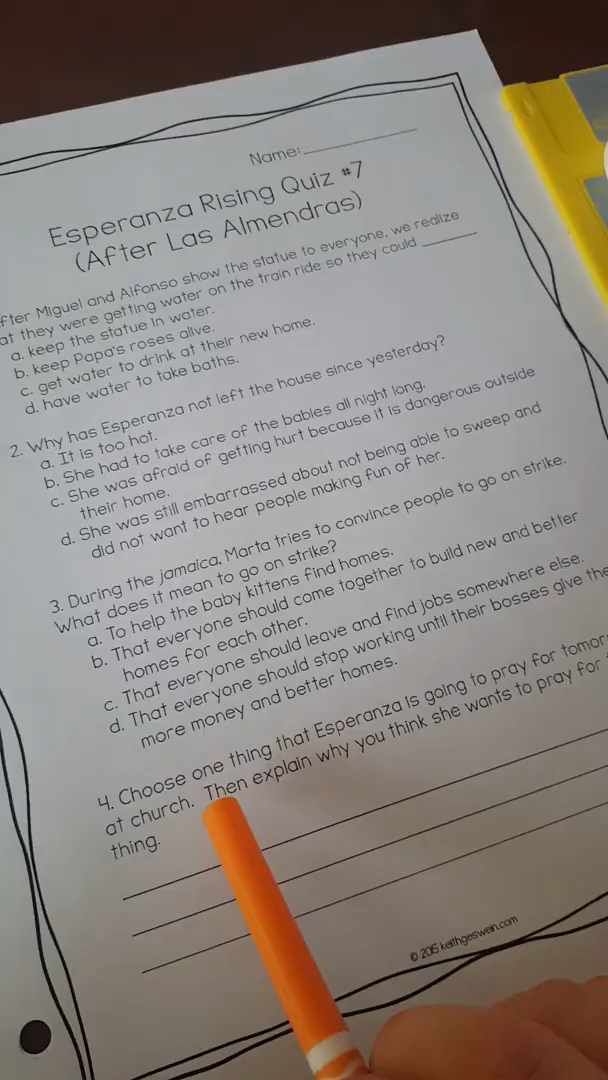 Name:
Esperanza Rising Quiz #7
(After Las Almendras)
fter Miguel and Alfonso show the statue to everyone, we realize
at they were getting water on the train ride so they could
a. keep the statue in water.
b. keep Papa's roses alive.
c. get water to drink at their new home.
d. have water to take baths.
2. Why has Esperanza not left the house since yesterday?
a. It is too hot.
b. She had to take care of the babies all night long.
c. She was afraid of getting hurt because it is dangerous outside
their home.
d. She was still embarrassed about not being able to sweep and
did not want to hear people making fun of her.
3. During the jamaica, Marta tries to convince people to go on strike.
What does it mean to go on strike?
a. To help the baby kittens find homes.
b. That everyone should come together to build new and better
homes for each other.
c. That everyone should leave and find jobs somewhere else.
d. That everyone should stop working until their bosses give the
more money and better homes.
4. Choose one thing that Esperanza is going to pray for tomor
at church. Then explain why you think she wants to pray for
thing.
© 2015 keithgeswein.com